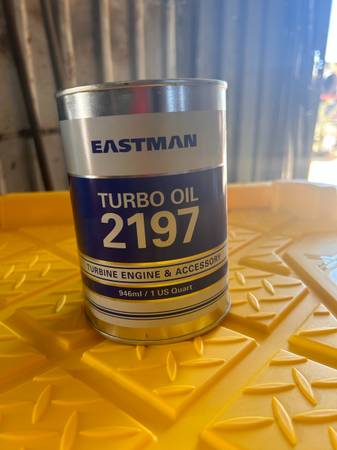 EASTMAN
TURBO OIL
2197
TURBINE ENGINE & ACCESSORY
946ml / 1 US Quart